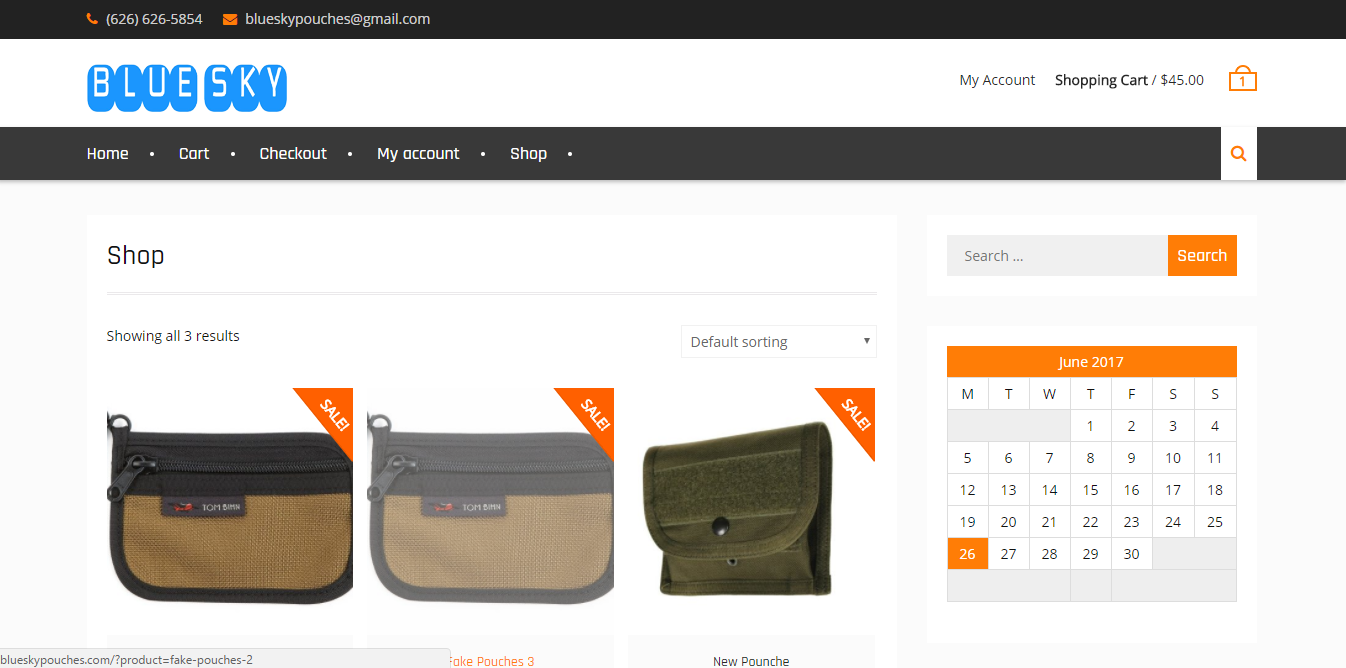 (626) 626-5854 blueskypouches@gmail.com
BLUE SKY
My Account Shopping Cart / $45.00 1
Home • Cart • Checkout • My account • Shop •
Shop
Search ... Search
Showing all 3 results
Default sorting
June 2017
M T W T F S S
1 2 3 4
5 6 7 8 9 10 11
12 13 14 15 16 17 18
19 20 21 22 23 24 25
26 27 28 29 30
SALE! SALE! SALE!
TOM BIHN TOM BIHN
Fake Pouches 3 New Pounche
blueskypouches.com/?product=fake-pouches-2